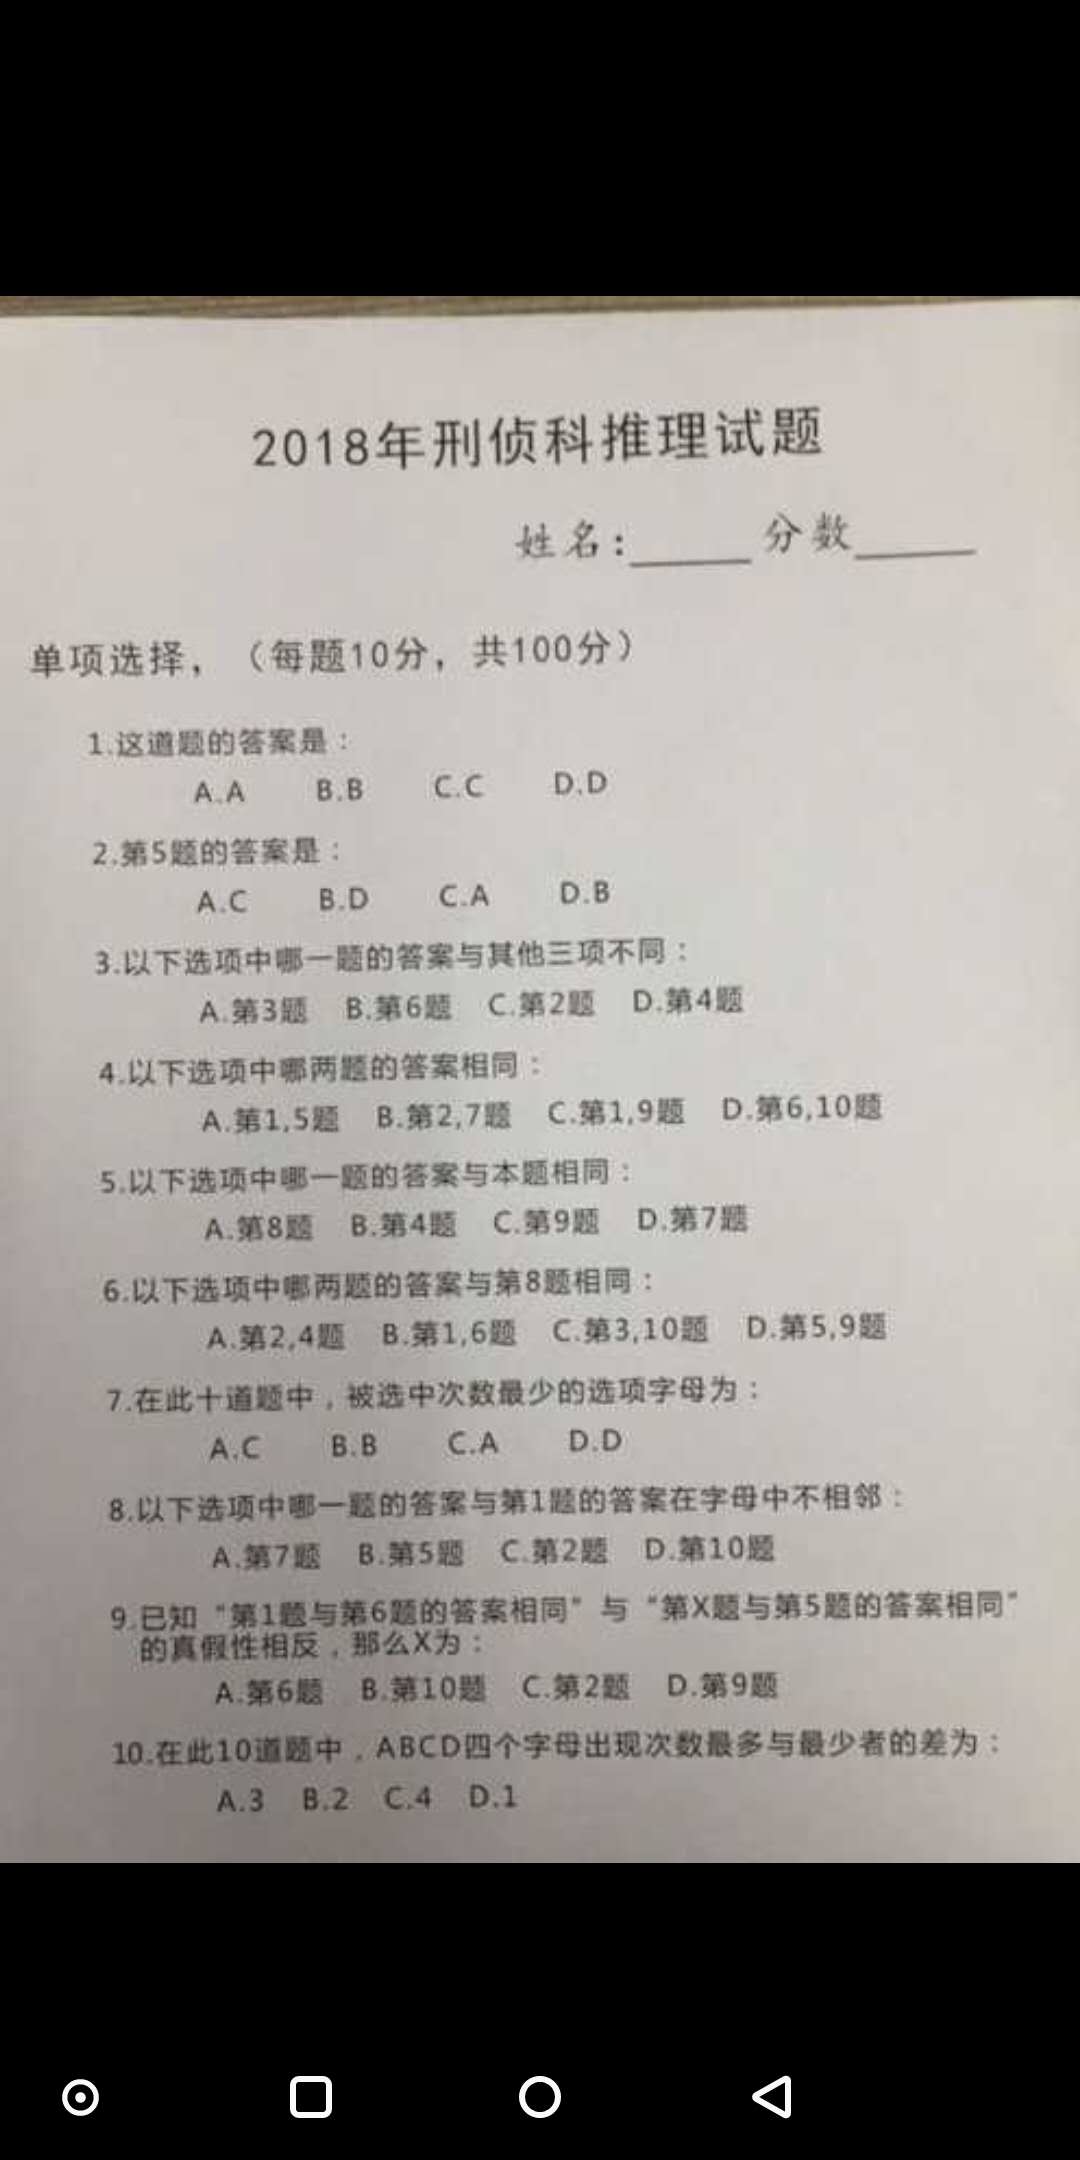 2018年刑侦科推理试题
姓名:_____ 分数_____
单项选择，（每题10分，共100分）
1.这道题的答案是：
A.A B.B C.C D.D
2.第5题的答案是：
A.C B.D C.A D.B
3.以下选项中哪一题的答案与其他三项不同：
A.第3题 B.第6题 C.第2题 D.第4题
4.以下选项中哪两题的答案相同：
A.第1,5题 B.第2,7题 C.第1,9题 D.第6,10题
5.以下选项中哪一题的答案与本题相同：
A.第8题 B.第4题 C.第9题 D.第7题
6.以下选项中哪两题的答案与第8题相同：
A.第2,4题 B.第1,6题 C.第3,10题 D.第5,9题
7.在此十道题中，被选中次数最少的选项字母为：
A.C B.B C.A D.D
8.以下选项中哪一题的答案与第1题的答案在字母中不相邻：
A.第7题 B.第5题 C.第2题 D.第10题
9.已知“第1题与第6题的答案相同”与“第X题与第5题的答案相同”
的真假性相反，那么X为：
A.第6题 B.第10题 C.第2题 D.第9题
10.在此10道题中，ABCD四个字母出现次数最多与最少者的差为：
A.3 B.2 C.4 D.1